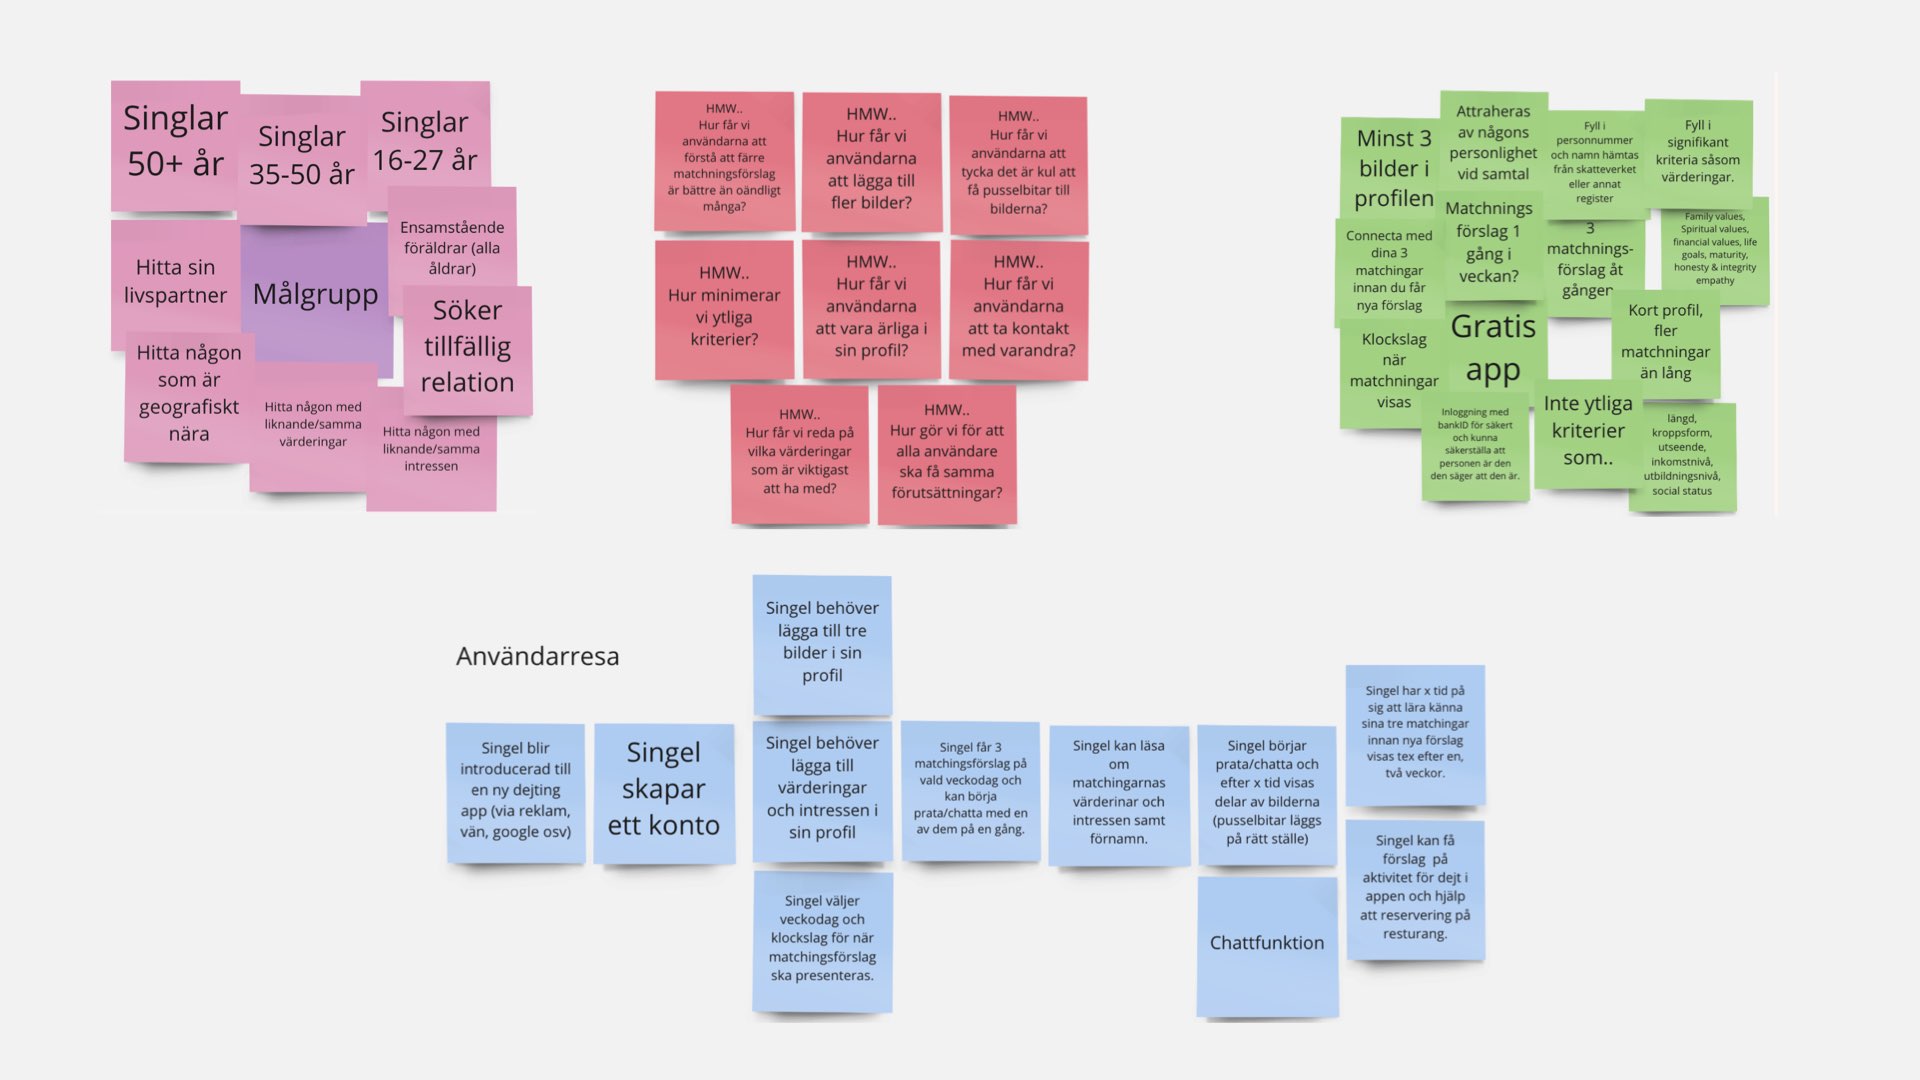 Singlar
50+ år
Singlar
35-50 år
Singlar
16-27 år
Hitta sin
livspartner
Målgrupp
Ensamstående
föräldrar (alla
åldrar)
Söker
tillfällig
relation
Hitta någon
som är
geografiskt
nära
Hitta någon med
liknande/samma
värderingar
Hitta någon med
liknande/samma
intressen
HMW..
Hur får vi
användarna att
förstå att färre
matchningsförslag
är bättre än oändligt
många?
HMW..
Hur får vi
användarna
att lägga till
fler bilder?
HMW..
Hur får vi
användarna att
tycka det är kul att
få pusselbitar till
bilderna?
HMW..
Hur minimerar
vi ytliga
kriterier?
HMW..
Hur får vi
användarna
att vara ärliga i
sin profil?
HMW..
Hur får vi
användarna
att ta kontakt
med varandra?
HMW..
Hur får vi reda på
vilka värderingar
som är viktigast
att ha med?
HMW..
Hur gör vi för att
alla användare
ska få samma
förutsättningar?
Minst 3
bilder i
profilen
Attraheras
av någons
personlighet
vid samtal
Fyll i
personnummer
och namn hämtas
från skatteverket
eller annat
register
Fyll i
signifikant
kriteria såsom
värderingar.
Connecta med
dina 3
matchingar
innan du får
nya förslag
Matchnings
förslag 1
gång i
veckan?
3
matchnings-
förslag åt
gången
Family values,
Spiritual values,
financial values, life
goals, maturity,
honesty & integrity
empathy
Klockslag
när
matchningar
visas
Gratis
app
Kort profil,
fler
matchningar
än lång
Inloggning med
bankID för säkert
och kunna
säkerställa att
personen är den
den säger att den är.
Inte ytliga
kriterier
som..
längd,
kroppsform,
utseende,
inkomstnivå,
utbildningsnivå,
social status
Användarresa
Singel blir
introducerad till
en ny dejting
app (via reklam,
vän, google osv)
Singel
skapar
ett konto
Singel behöver
lägga till tre
bilder i sin
profil
Singel behöver
lägga till
värderingar
och intressen i
sin profil
Singel väljer
veckodag och
klockslag för när
matchingsförslag
ska presenteras.
Singel får 3
matchingsförslag på
vald veckodag och
kan börja
prata/chatta med en
av dem på en gång.
Singel kan läsa
om
matchingarnas
värderinar och
intressen samt
förnamn.
Singel börjar
prata/chatta och
efter x tid visas
delar av bilderna
(pusselbitar läggs
på rätt ställe)
Chattfunktion
Singel har x tid på
sig att lära känna
sina tre matchingar
innan nya förslag
visas tex efter en,
två veckor.
Singel kan få
förslag på
aktivitet för dejt i
appen och hjälp
att reservering på
resturang.